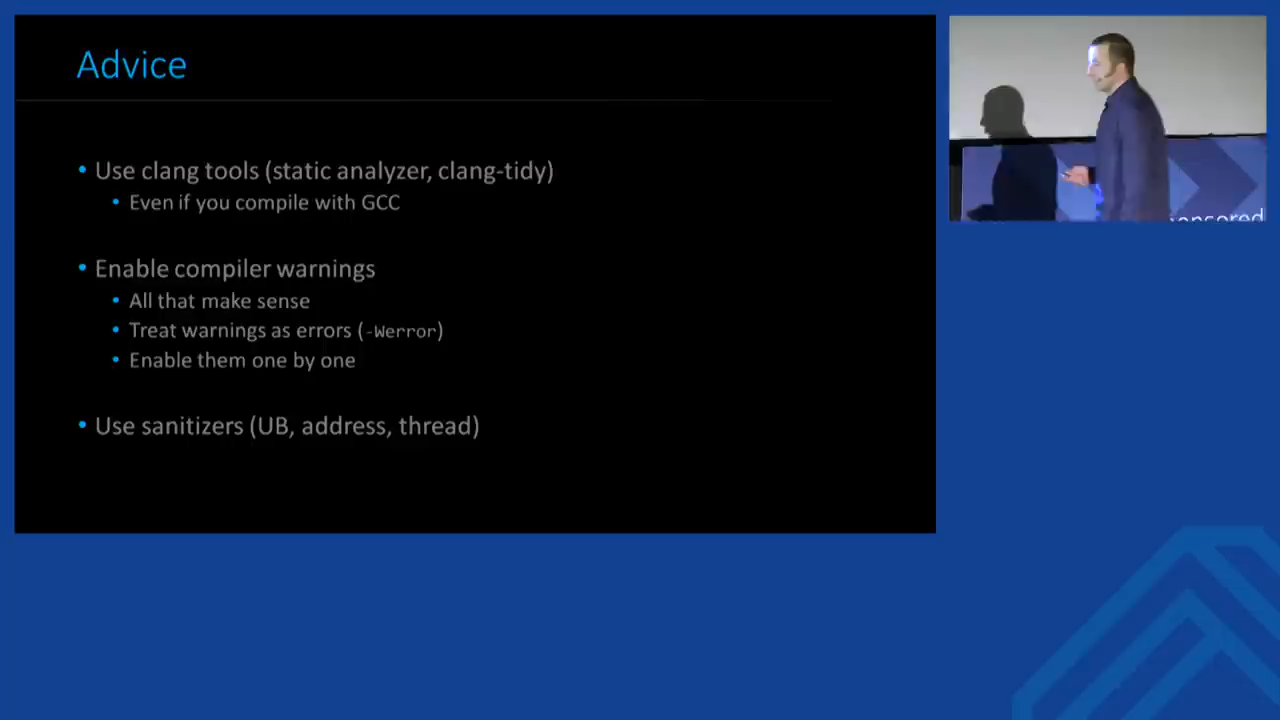 Advice
• Use clang tools (static analyzer, clang-tidy)
• Even if you compile with GCC
• Enable compiler warnings
• All that make sense
• Treat warnings as errors (-Werror)
• Enable them one by one
• Use sanitizers (UB, address, thread)